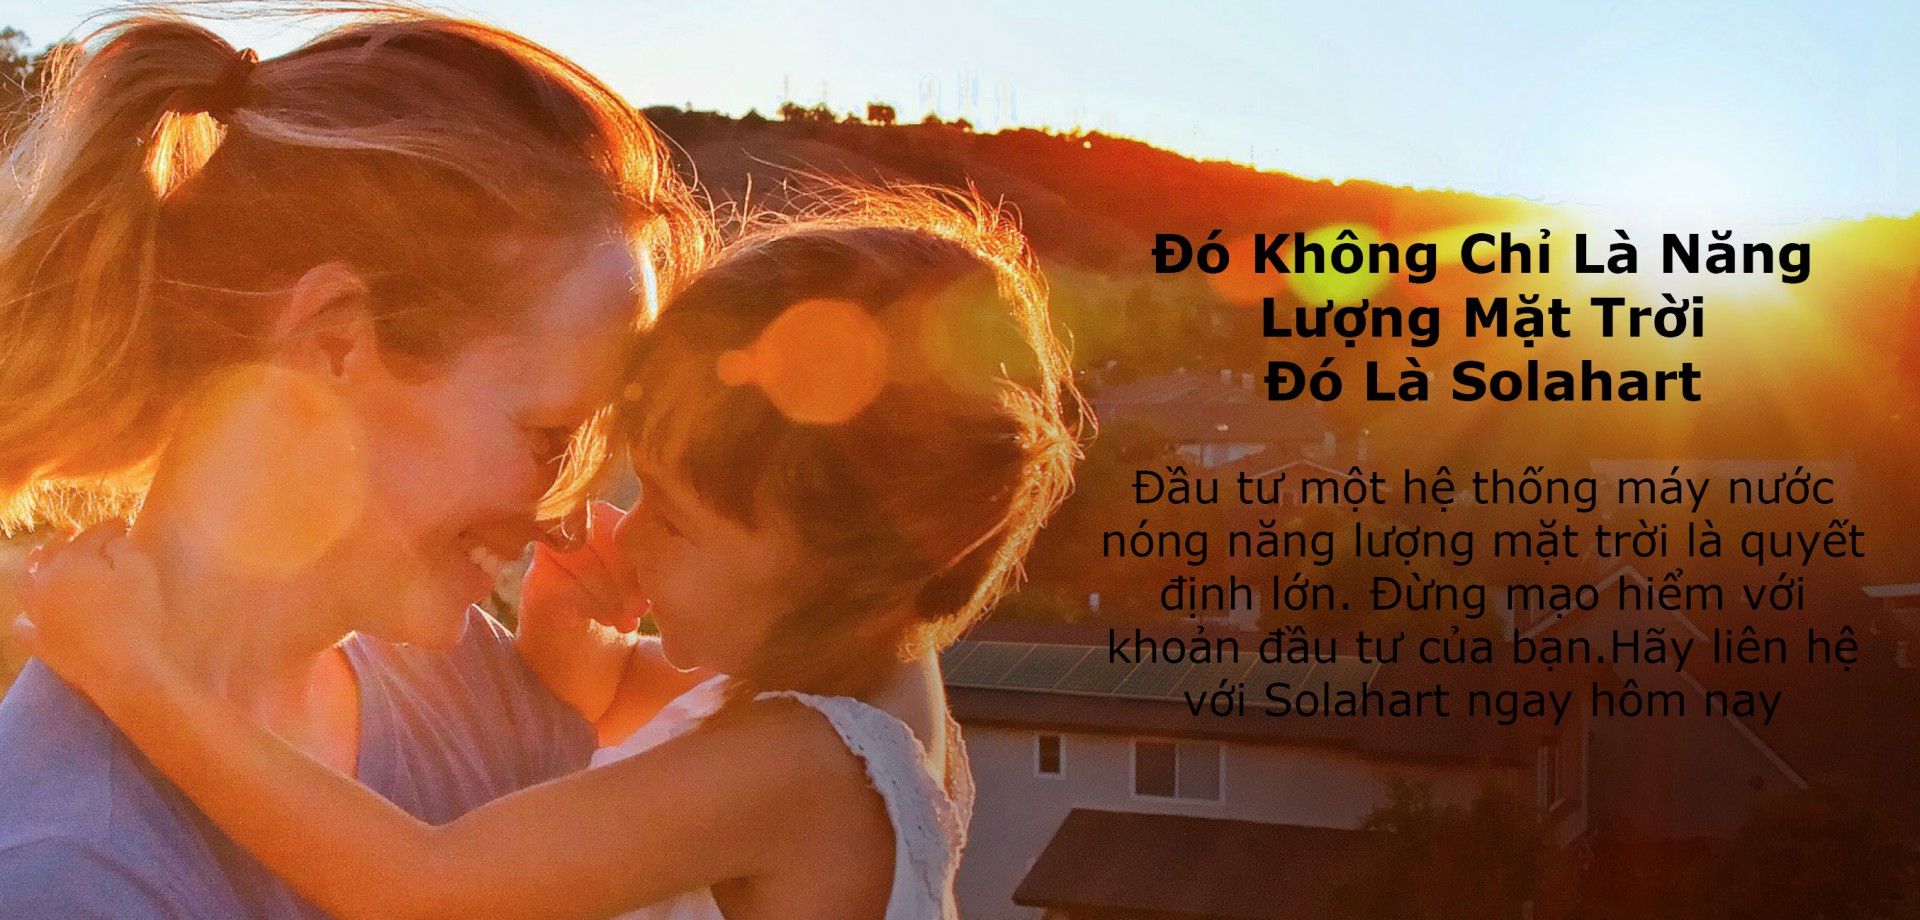 Đó Không Chỉ Là Năng
Lượng Mặt Trời
Đó Là Solahart
Đầu tư một hệ thống máy nước
nóng năng lượng mặt trời là quyết
định lớn. Đừng mạo hiểm với
khoản đầu tư của bạn.Hãy liên hệ
với Solahart ngay hôm nay